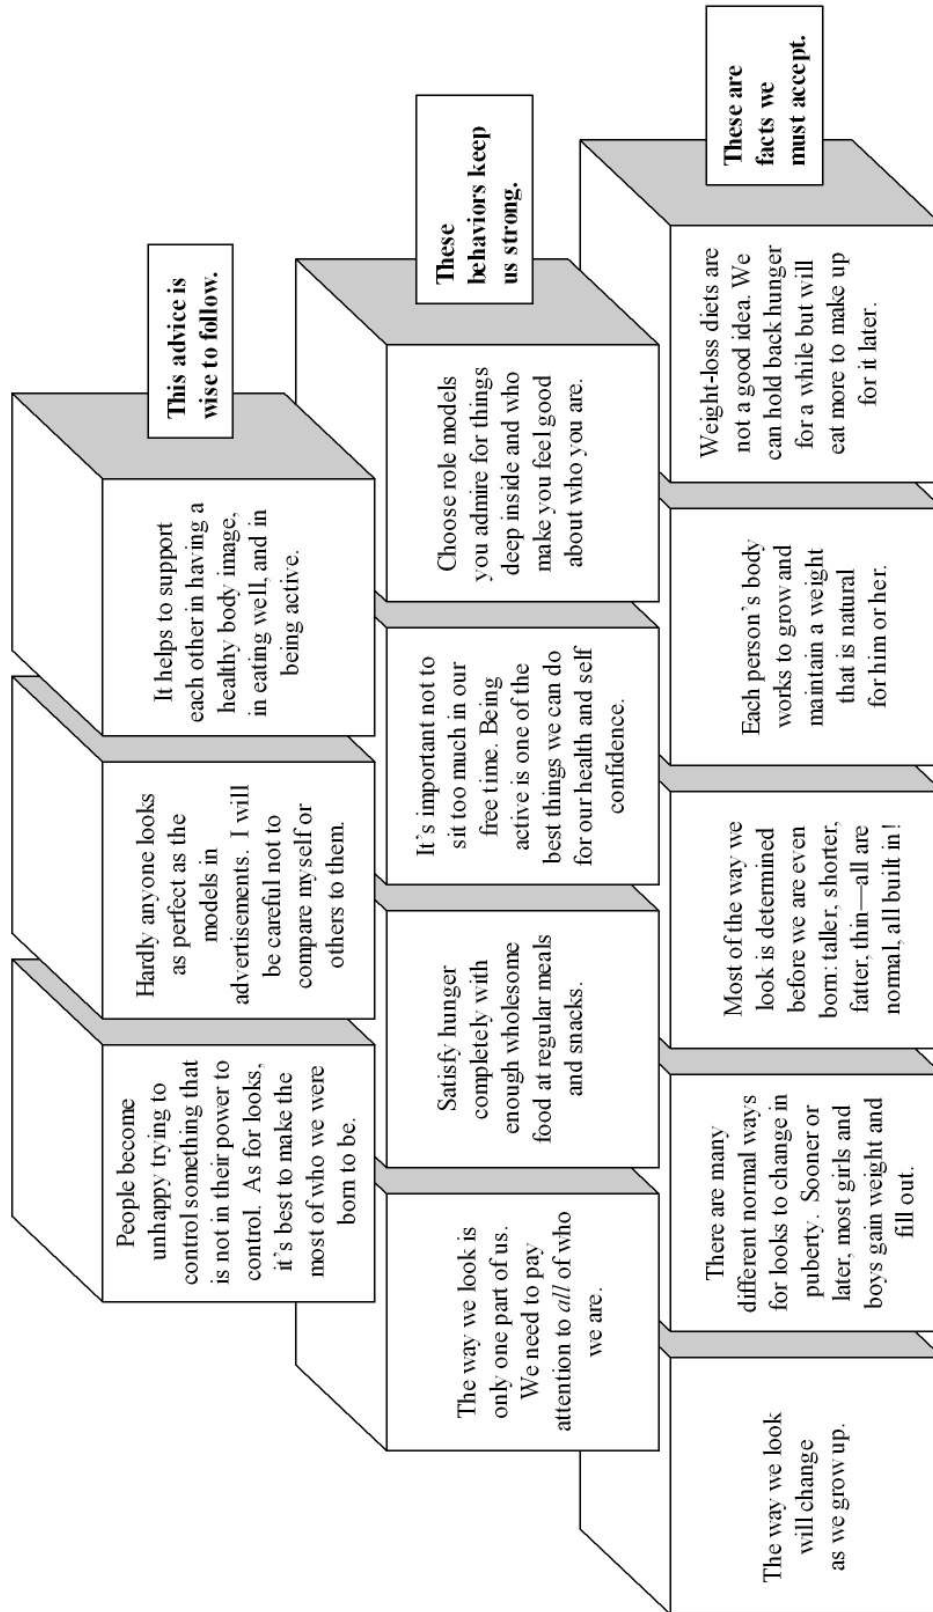 People become
unhappy trying to
control something that
is not in their power to
control. As for looks,
it's best to make the
most of who we were
born to be.
Hardly anyone looks
as perfect as the
models in
advertisements. I will
be careful not to
compare myself or
others to them.
It helps to support
each other in having a
healthy body image,
in eating well, and in
being active.
This advice is
wise to follow.
The way we look is
only one part of us.
We need to pay
attention to all of who
we are.
Satisfy hunger
completely with
enough wholesome
food at regular meals
and snacks.
It's important not to
sit too much in our
free time. Being
active is one of the
best things we can do
for our health and self
confidence.
Choose role models
you admire for things
deep inside and who
make you feel good
about who you are.
These
behaviors keep
us strong.
The way we look
will change
as we grow up.
There are many
different normal ways
for looks to change in
puberty. Sooner or
later, most girls and
boys gain weight and
fill out.
Most of the way we
look is determined
before we are even
born: taller, shorter,
fatter, thin—all are
normal, all built in!
Each person's body
works to grow and
maintain a weight
that is natural
for him or her.
Weight-loss diets are
not a good idea. We
can hold back hunger
for a while but will
eat more to make up
for it later.
These are
facts we
must accept.